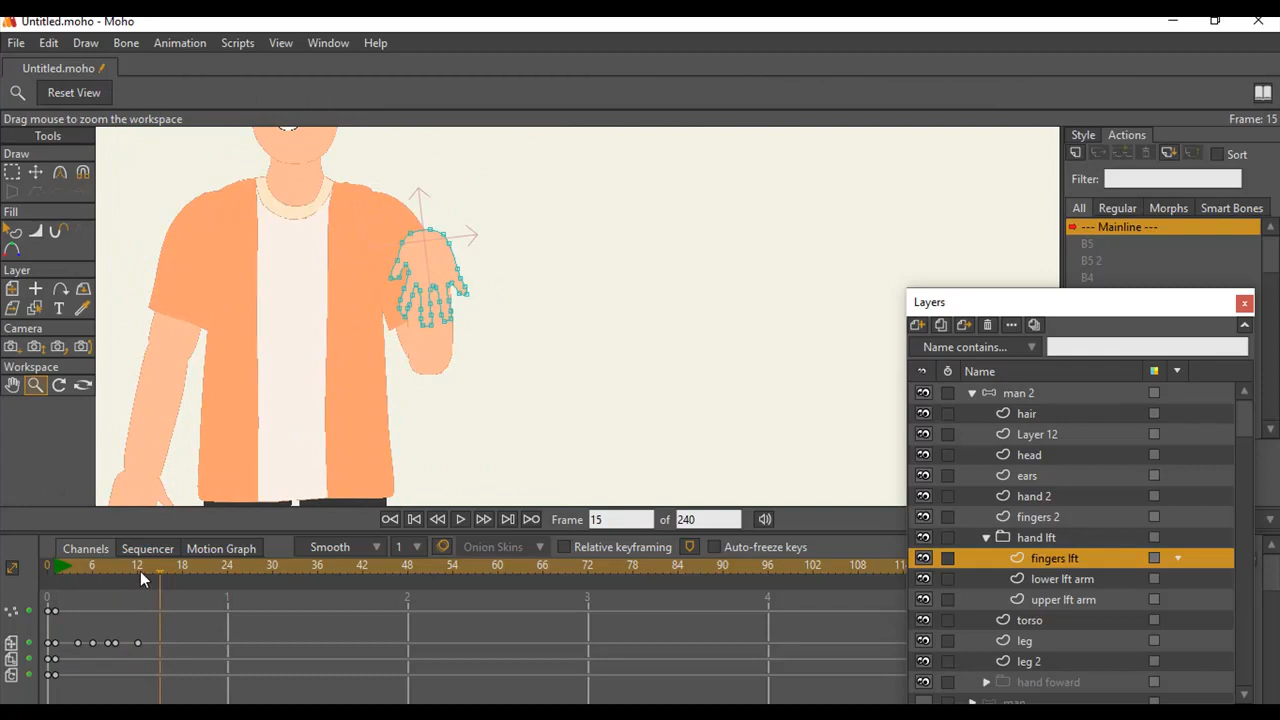 Untitled.moho - Moho
File Edit Draw Bone Animation Scripts View Window Help
Untitled.moho
Reset View
Drag mouse to zoom the workspace Frame: 15
Tools
Draw
Fill
Layer
Camera
Workspace
Style Actions
Sort
Filter:
All Regular Morphs Smart Bones
--- Mainline ---
B5
B5 2
B4
Layers
Name contains...
Name
man 2
hair
Layer 12
head
ears
hand 2
fingers 2
hand lft
fingers lft
lower lft arm
upper lft arm
torso
leg
leg 2
hand foward
man
Frame 15 of 240
Channels Sequencer Motion Graph Smooth 1 Onion Skins Relative keyframing Auto-freeze keys
0 6 12 18 24 30 36 42 48 54 60 66 72 78 84 90 96 102 108
0 1 2 3 4